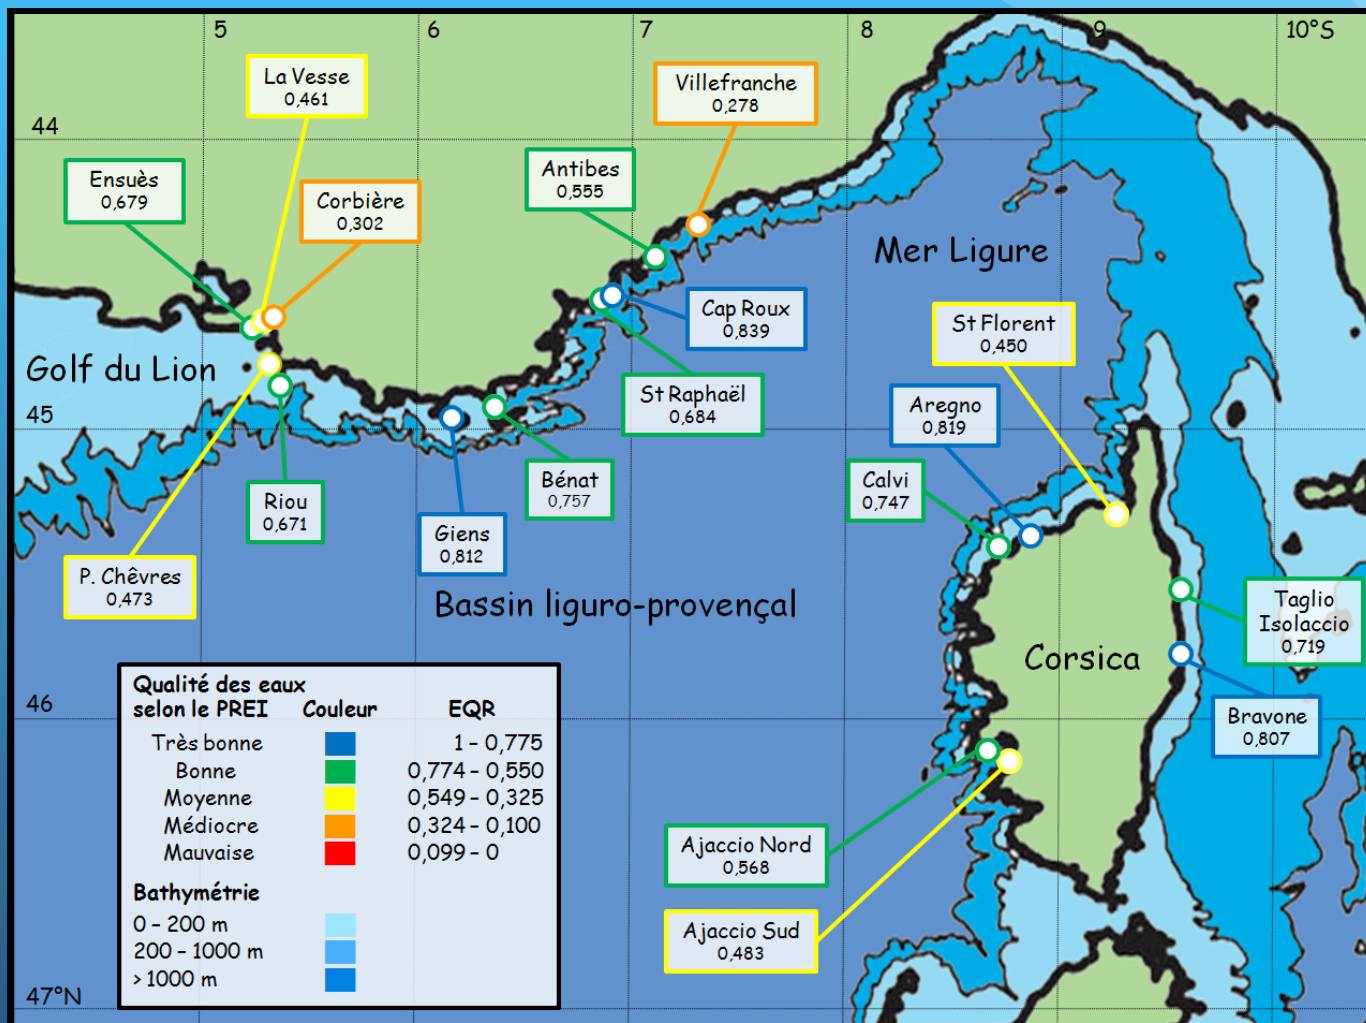 5
6
7
8
9
10°S
La Vesse
0,461
Villefranche
0,278
44
Ensuès
0,679
Corbière
0,302
Antibes
0,555
Mer Ligure
Cap Roux
0,839
St Florent
0,450
Golf du Lion
St Raphaël
0,684
Aregno
0,819
45
Riou
0,671
Giens
0,812
Bénat
0,757
Calvi
0,747
P. Chêvres
0,473
Bassin liguro-provençal
Taglio
Isolaccio
0,719
Corsica
Bravone
0,807
46
Qualité des eaux
selon le PREI Couleur EQR
Très bonne 1 – 0,775
Bonne 0,774 – 0,550
Moyenne 0,549 – 0,325
Médiocre 0,324 – 0,100
Mauvaise 0,099 – 0
Bathymétrie
0 – 200 m
200 – 1000 m
> 1000 m
Ajaccio Nord
0,568
Ajaccio Sud
0,483
47°N